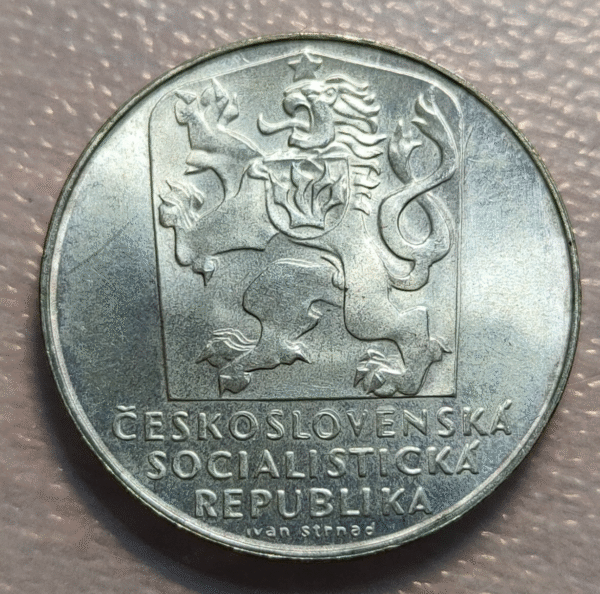 ČESKOSLOVENSKÁ
SOCIALISTICKÁ
REPUBLIKA
ivan strnad